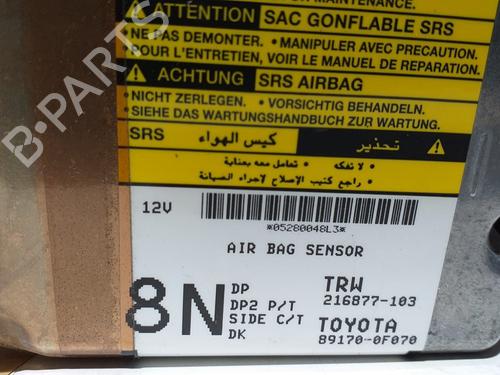 MAINTENANCE.
ATTENTION SAC GONFLABLE SRS
•NE PAS DEMONTER. •MANIPULER AVEC PRECAUTION.
POUR L'ENTRETIEN, VOIR LE MANUEL DE REPARATION.
ACHTUNG SRS AIRBAG
•NICHT ZERLEGEN. •VORSICHTIG BEHANDELN.
•SIEHE DAS WARTUNGSHANDBUCH ZUR WARTUNG.
SRS كيس الهواء تحذير
• لا تفكه • تعامل معه بعناية
• راجع كتيب الإصلاح لاجراء الصيانة
12V
*05280048L3*
AIR BAG SENSOR
8N
DP
DP2 P/T
SIDE C/T
DK
TRW
216877-103
TOYOTA
89170-0F070
B-PARTS